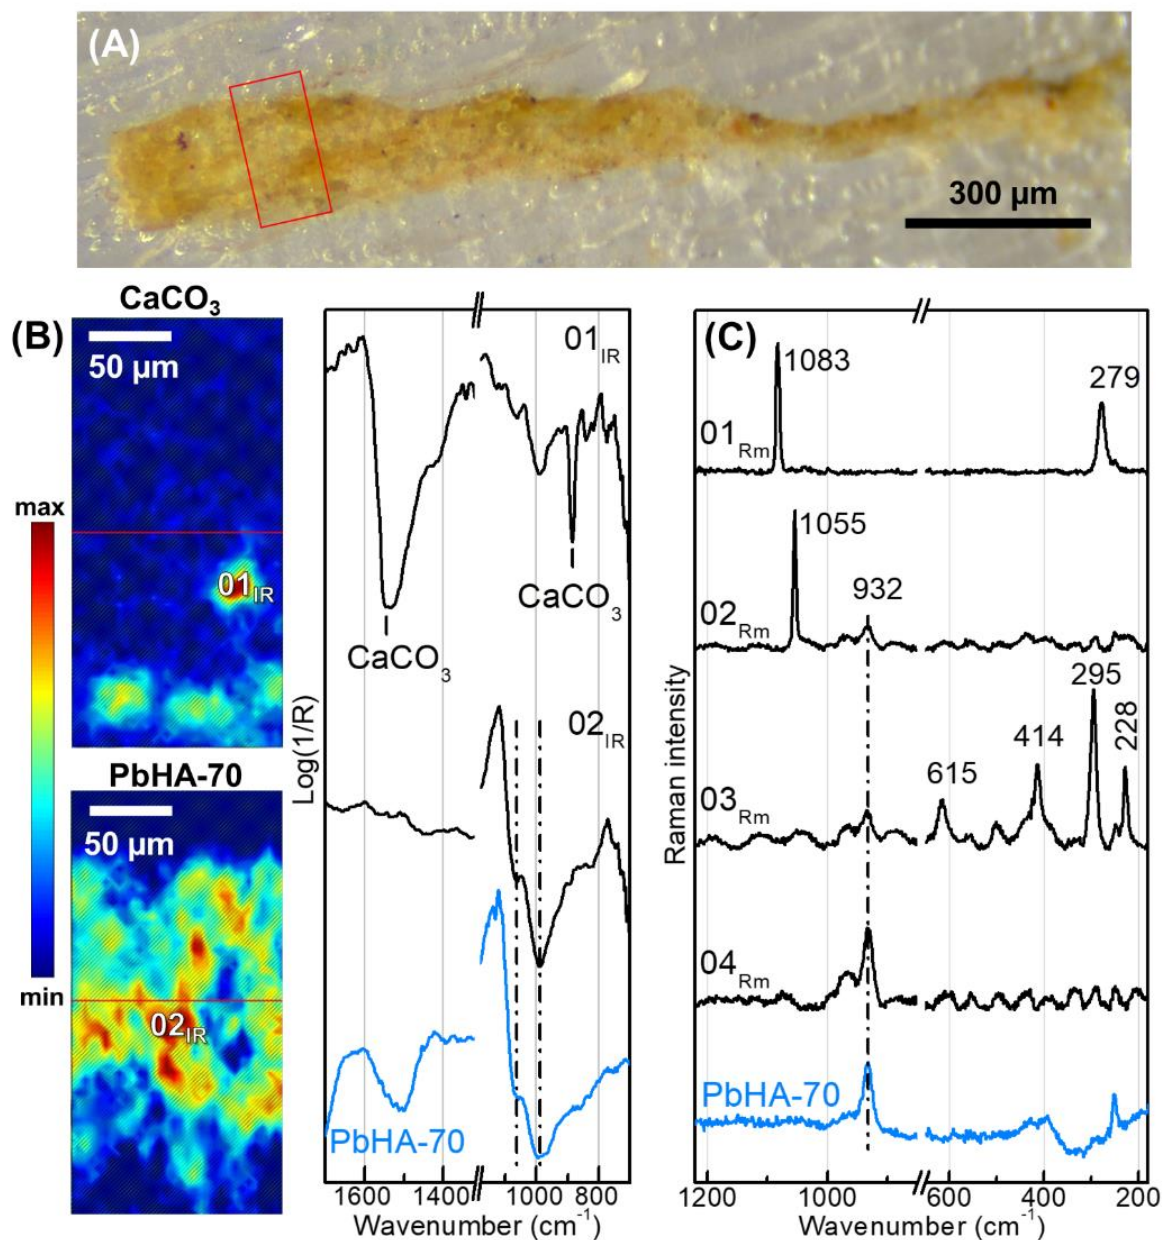 (A)
300 µm
(B)
CaCO₃
50 µm
max
min
01IR
PbHA-70
50 µm
02IR
Log(1/R)
01IR
CaCO₃
CaCO₃
02IR
PbHA-70
1600 1400 1000 800
Wavenumber (cm⁻¹)
(C)
Raman intensity
1083
279
01Rm
1055
932
02Rm
295
228
414
615
03Rm
04Rm
PbHA-70
1200 1000 600 400 200
Wavenumber (cm⁻¹)